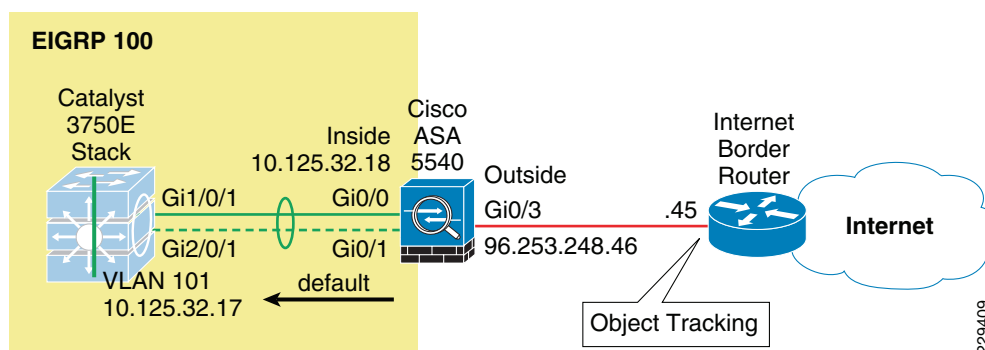 EIGRP 100
Catalyst
3750E
Stack
Inside
10.125.32.18
Cisco
ASA
5540
Gi1/0/1
Gi0/0
Gi2/0/1
Gi0/1
VLAN 101
10.125.32.17
default
Outside
Gi0/3
96.253.248.46
.45
Internet
Border
Router
Internet
Object Tracking
229409